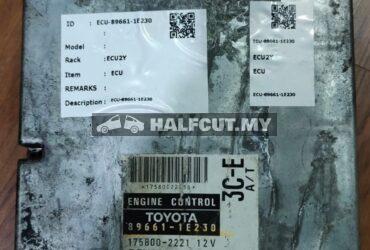 ID : ECU-89661-1E230
Date :
Model :
Rack : ECU2Y
Item : ECU
REMARKS :
Description : ECU-89661-1E230
ECU-89661-1E230
ECU2Y
ECU
ECU-89661-1E230
HALFCUT.MY
ENGINE CONTROL
TOYOTA
89661-1E230
175800-2221 12V
3C-E
A/T